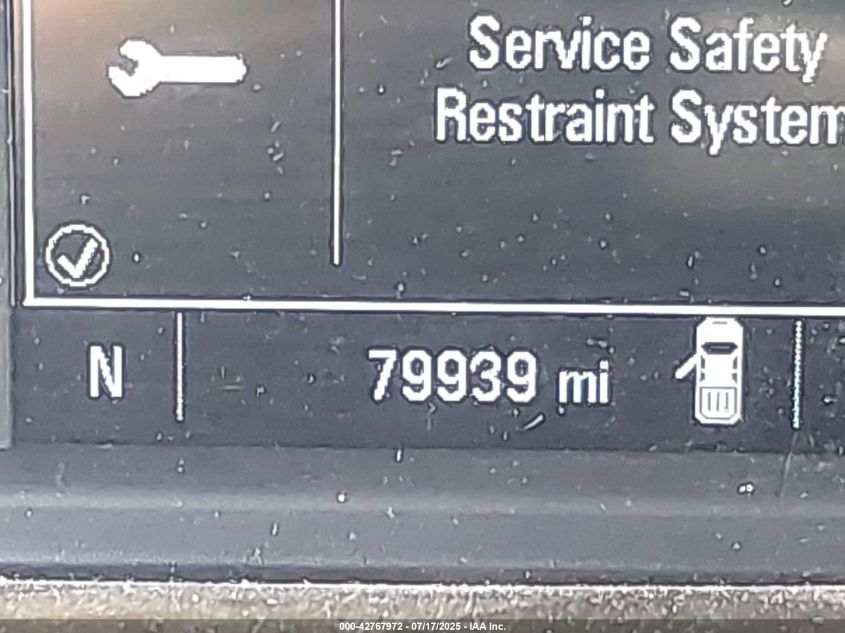 Service Safety
Restraint System
N
79939 mi
000-42767972 - 07/17/2025 - IAA Inc.